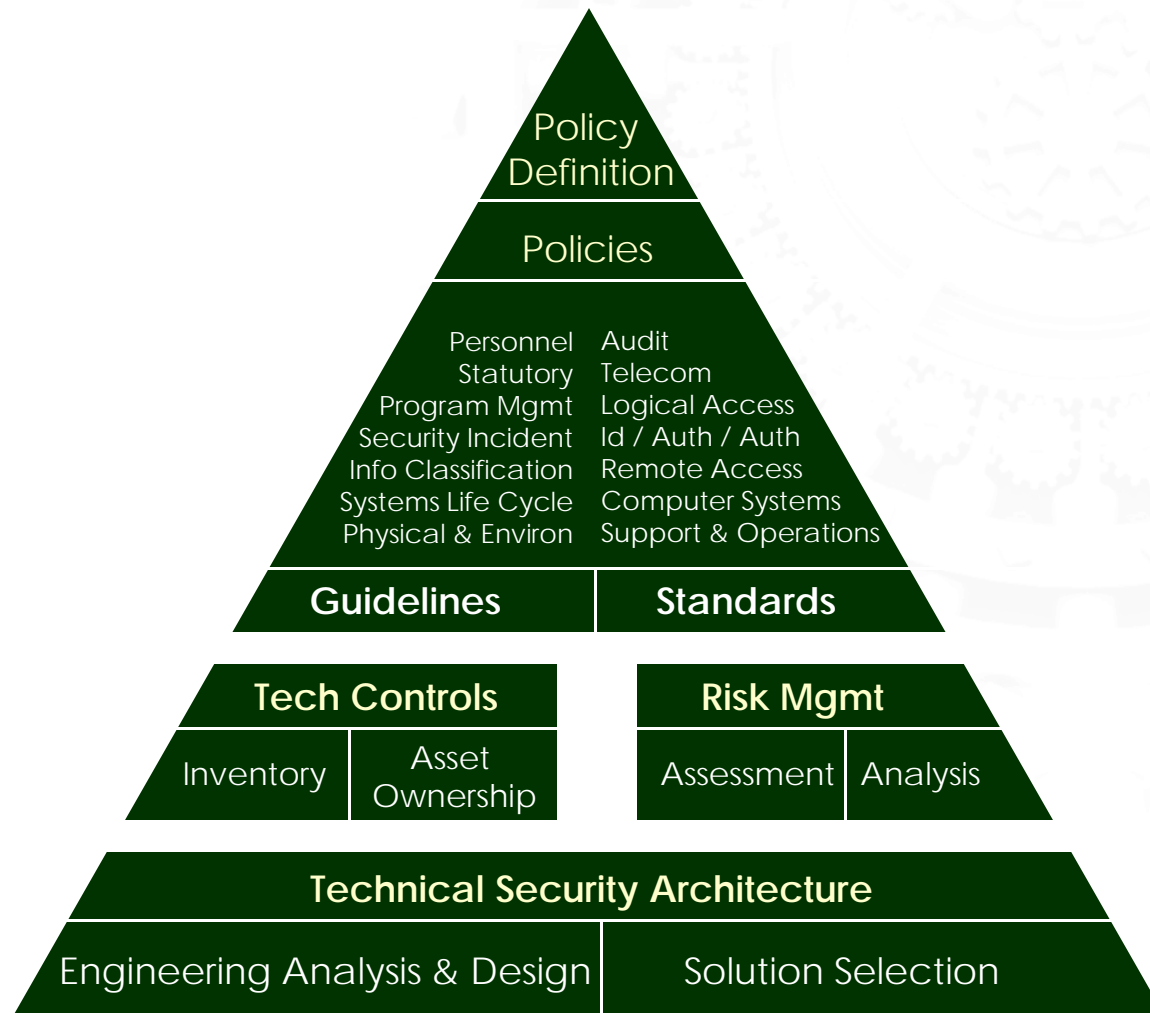 Policy
Definition
Policies
Personnel
Statutory
Program Mgmt
Security Incident
Info Classification
Systems Life Cycle
Physical & Environ
Audit
Telecom
Logical Access
Id / Auth / Auth
Remote Access
Computer Systems
Support & Operations
Guidelines
Standards
Tech Controls
Inventory
Asset
Ownership
Risk Mgmt
Assessment
Analysis
Technical Security Architecture
Engineering Analysis & Design
Solution Selection